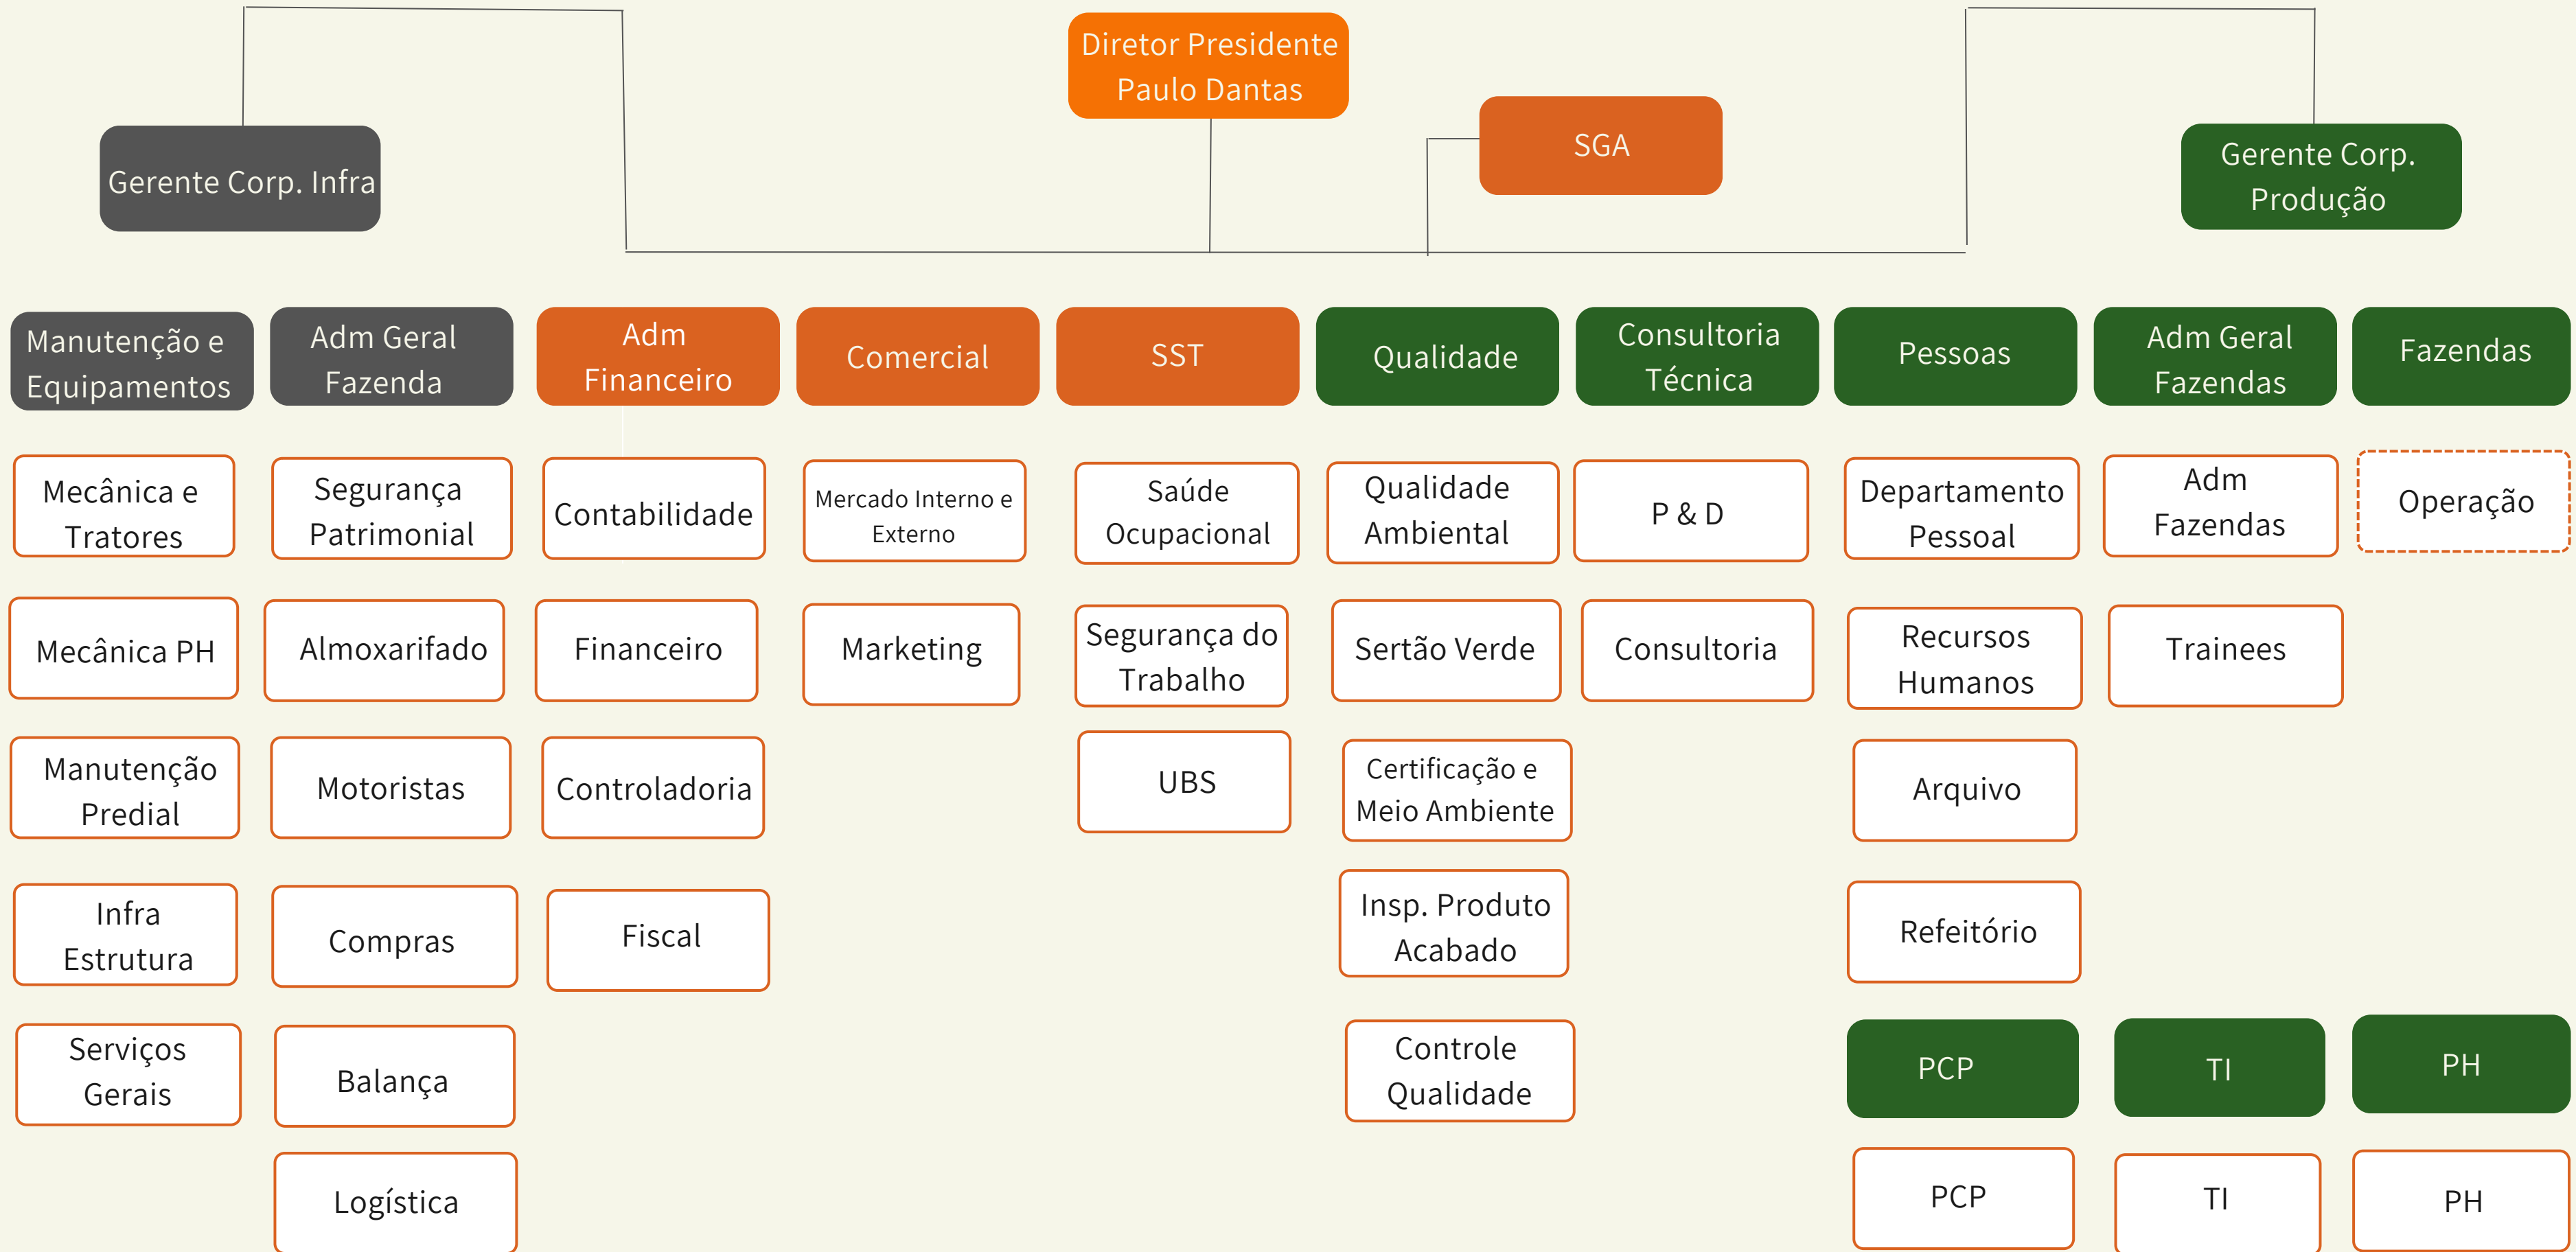 Diretor Presidente
Paulo Dantas
SGA
Gerente Corp. Infra
Gerente Corp.
Produção
Manutenção e
Equipamentos
Adm Geral
Fazenda
Adm
Financeiro
Comercial
SST
Qualidade
Consultoria
Técnica
Pessoas
Adm Geral
Fazendas
Fazendas
Mecânica e
Tratores
Segurança
Patrimonial
Contabilidade
Mercado Interno e
Externo
Saúde
Ocupacional
Qualidade
Ambiental
P & D
Departamento
Pessoal
Adm
Fazendas
Operação
Mecânica PH
Almoxarifado
Financeiro
Marketing
Segurança do
Trabalho
Sertão Verde
Consultoria
Recursos
Humanos
Trainees
Manutenção
Predial
Motoristas
Controladoria
UBS
Certificação e
Meio Ambiente
Arquivo
Infra
Estrutura
Compras
Fiscal
Insp. Produto
Acabado
Refeitório
Serviços
Gerais
Balança
Controle
Qualidade
PCP
TI
PH
Logística
PCP
TI
PH